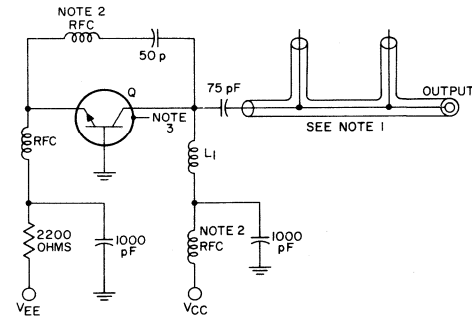 NOTE 2
RFC
50 p
Q
NOTE
3
75 pF
OUTPUT
SEE NOTE 1
RFC
L1
2200
OHMS
1000
pF
NOTE 2
RFC
1000
pF
VEE
VCC